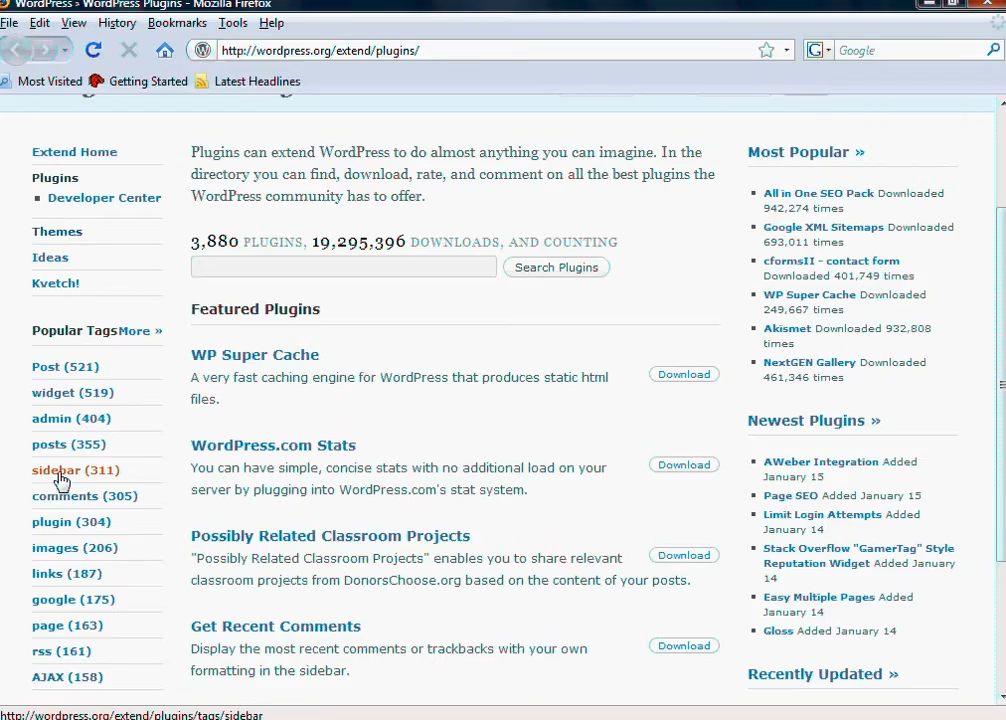 WordPress › WordPress Plugins - Mozilla Firefox
File Edit View History Bookmarks Tools Help
http://wordpress.org/extend/plugins/
Google
Most Visited Getting Started Latest Headlines
Extend Home
Plugins
Developer Center
Themes
Ideas
Kvetch!
Popular Tags More »
Post (521)
widget (519)
admin (404)
posts (355)
sidebar (311)
comments (305)
plugin (304)
images (206)
links (187)
google (175)
page (163)
rss (161)
AJAX (158)
Plugins can extend WordPress to do almost anything you can imagine. In the
directory you can find, download, rate, and comment on all the best plugins the
WordPress community has to offer.
3,880 PLUGINS, 19,295,396 DOWNLOADS, AND COUNTING
Search Plugins
Featured Plugins
WP Super Cache
A very fast caching engine for WordPress that produces static html
files.
Download
WordPress.com Stats
You can have simple, concise stats with no additional load on your
server by plugging into WordPress.com's stat system.
Download
Possibly Related Classroom Projects
"Possibly Related Classroom Projects" enables you to share relevant
classroom projects from DonorsChoose.org based on the content of your posts.
Download
Get Recent Comments
Display the most recent comments or trackbacks with your own
formatting in the sidebar.
Download
Most Popular »
All in One SEO Pack Downloaded
942,274 times
Google XML Sitemaps Downloaded
693,011 times
cformsII - contact form
Downloaded 401,749 times
WP Super Cache Downloaded
249,667 times
Akismet Downloaded 932,808
times
NextGEN Gallery Downloaded
461,346 times
Newest Plugins »
AWeber Integration Added
January 15
Page SEO Added January 15
Limit Login Attempts Added
January 14
Stack Overflow "GamerTag" Style
Reputation Widget Added January
14
Easy Multiple Pages Added
January 14
Gloss Added January 14
Recently Updated »
http://wordpress.org/extend/plugins/tags/sidebar